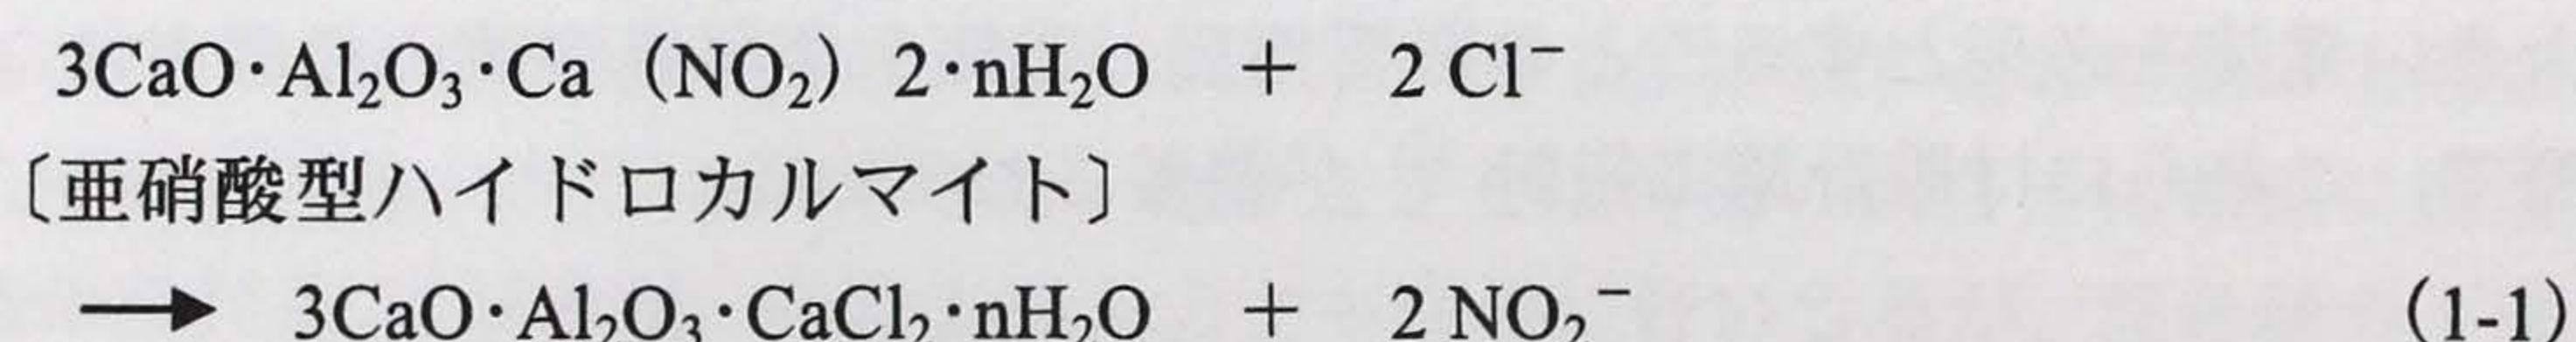 3CaO·Al₂O₃·Ca（NO₂）2·nH₂O + 2 Cl⁻
〔亜硝酸型ハイドロカルマイト〕
→ 3CaO·Al₂O₃·CaCl₂·nH₂O + 2 NO₂⁻ (1-1)